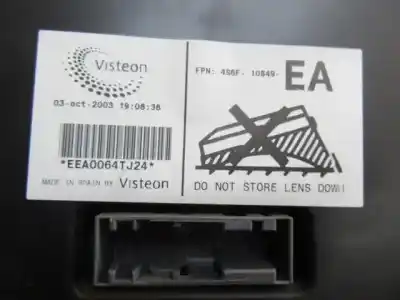 Visteon
03-oct-2003 19:08:36
*EEA0064TJ24*
MADE IN SPAIN BY Visteon
FPN: 4S6F- 10849- EA
DO NOT STORE LENS DOWN!